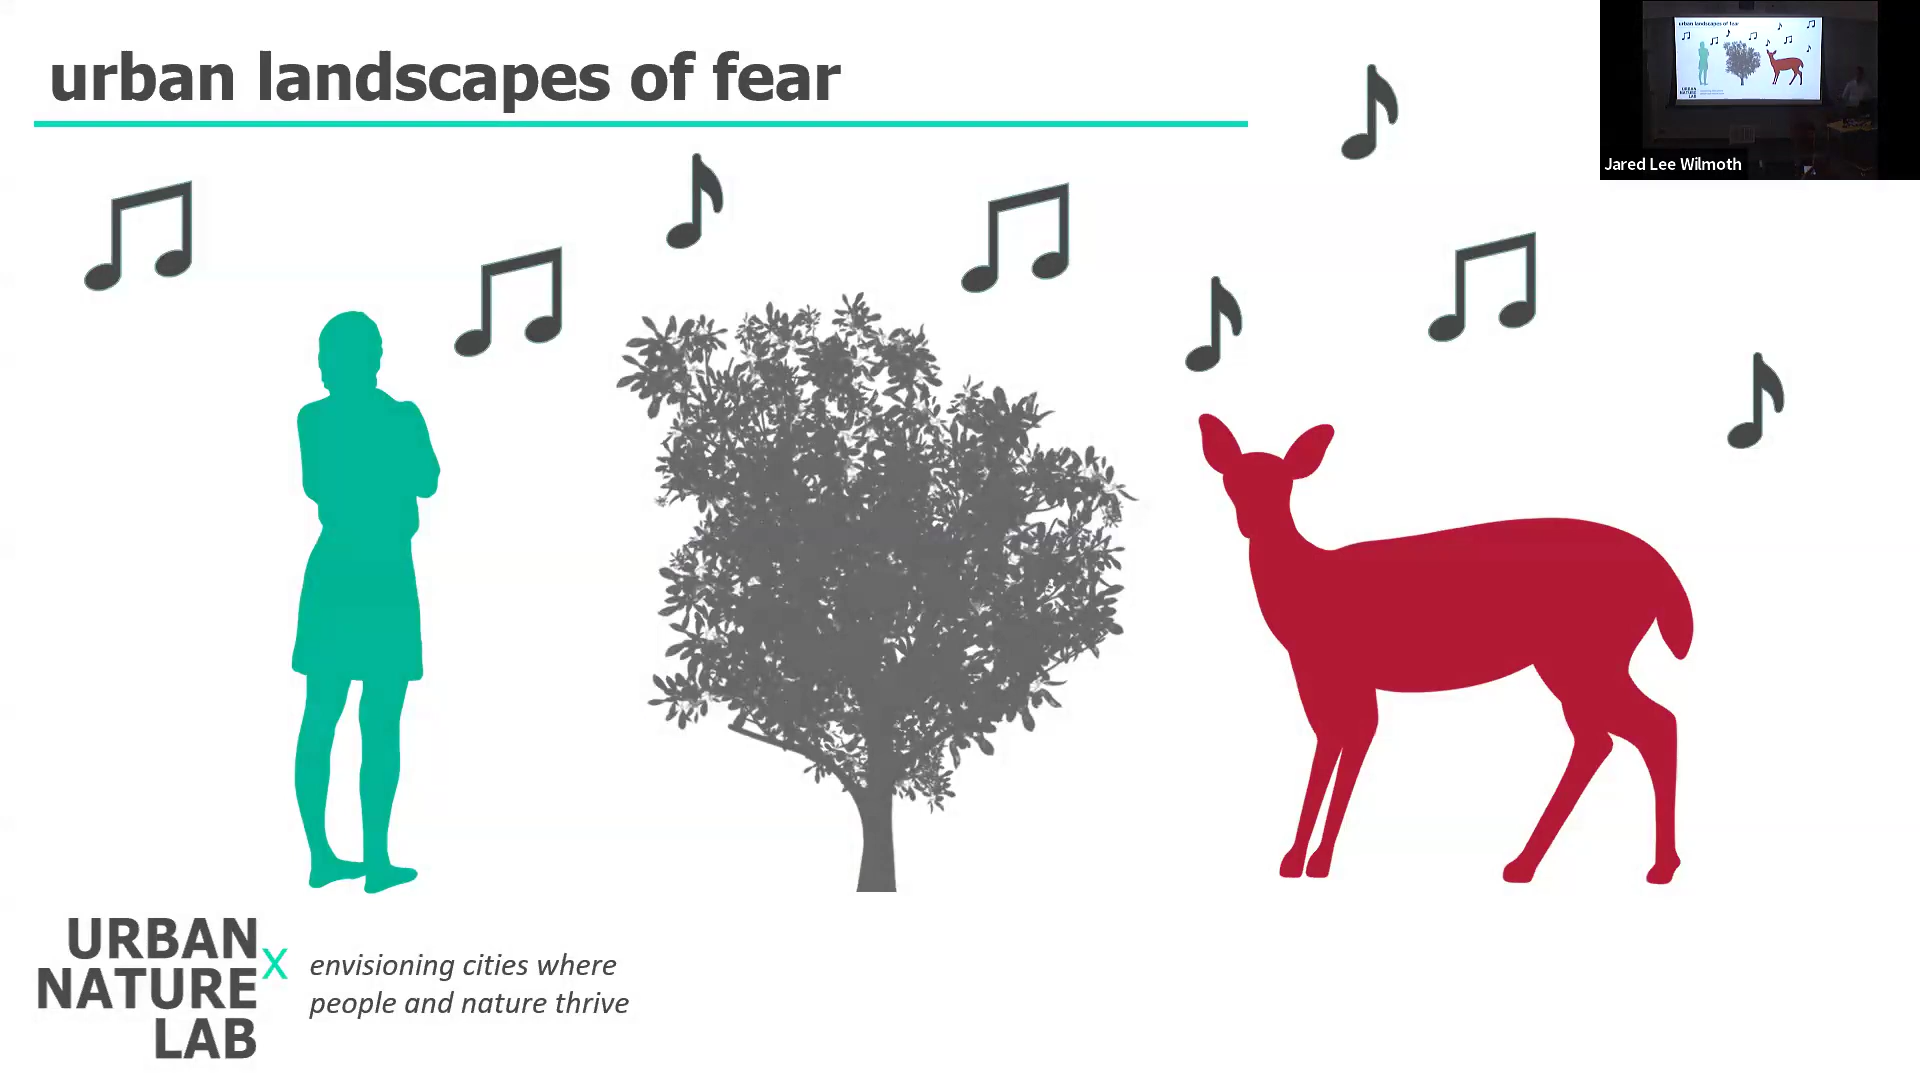 urban landscapes of fear
Jared Lee Wilmoth
URBAN
NATURE
LAB
X
envisioning cities where
people and nature thrive